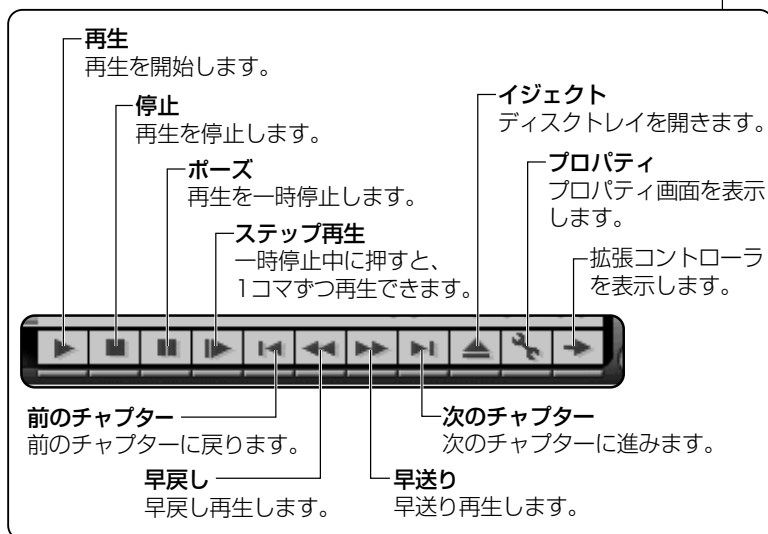 再生
再生を開始します。
停止
再生を停止します。
イジェクト
ディスクトレイを開きます。
ポーズ
再生を一時停止します。
プロパティ
プロパティ画面を表示
します。
ステップ再生
一時停止中に押すと、
1コマずつ再生できます。
拡張コントローラ
を表示します。
前のチャプター
前のチャプターに戻ります。
次のチャプター
次のチャプターに進みます。
早戻し
早戻し再生します。
早送り
早送り再生します。